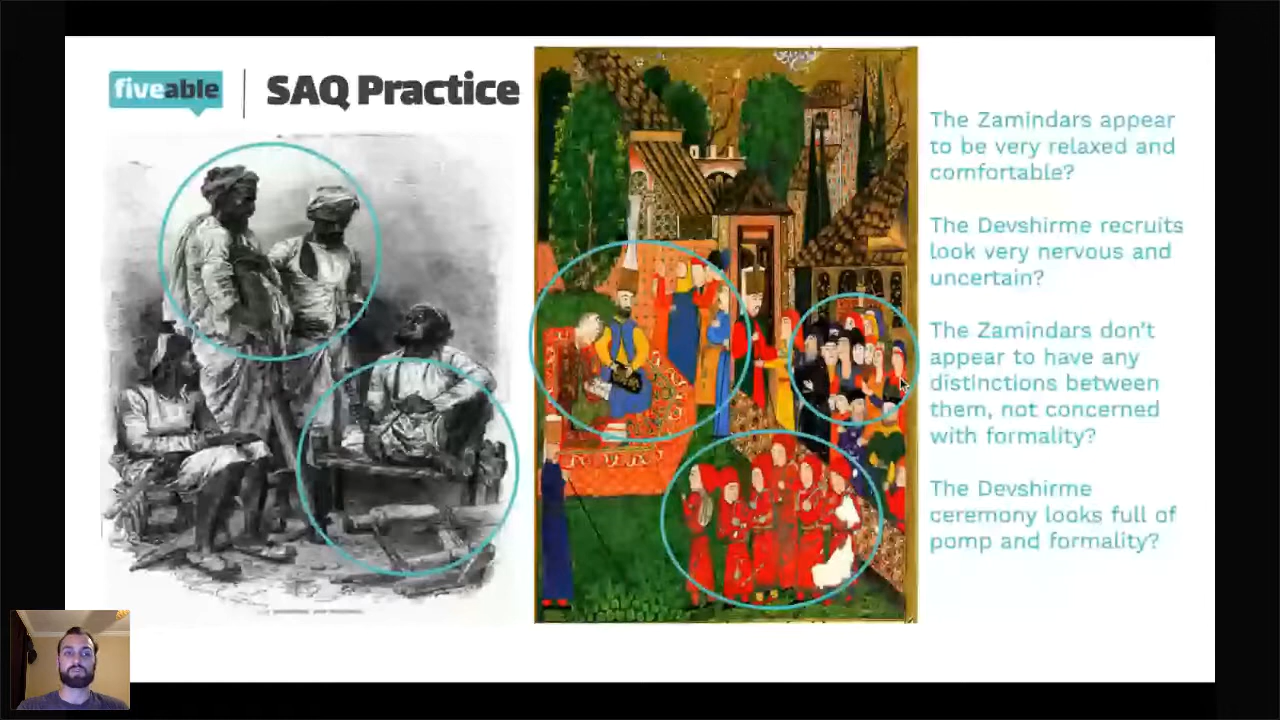 fiveable
SAQ Practice
The Zamindars appear
to be very relaxed and
comfortable?
The Devshirme recruits
look very nervous and
uncertain?
The Zamindars don't
appear to have any
distinctions between
them, not concerned
with formality?
The Devshirme
ceremony looks full of
pomp and formality?